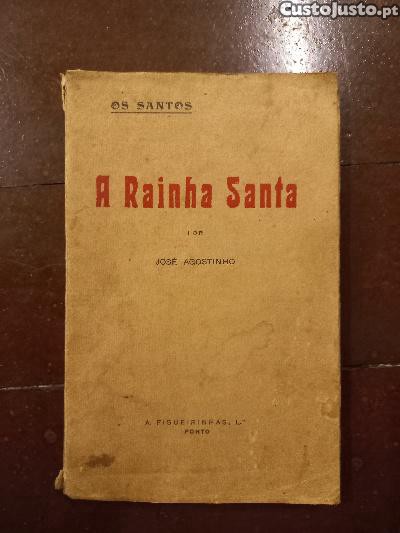 CustoJusto.pt
OS SANTOS
A Rainha Santa
POR
JOSÉ AGOSTINHO
A. FIGUEIRINHAS, L.ᵈᵃ
PORTO